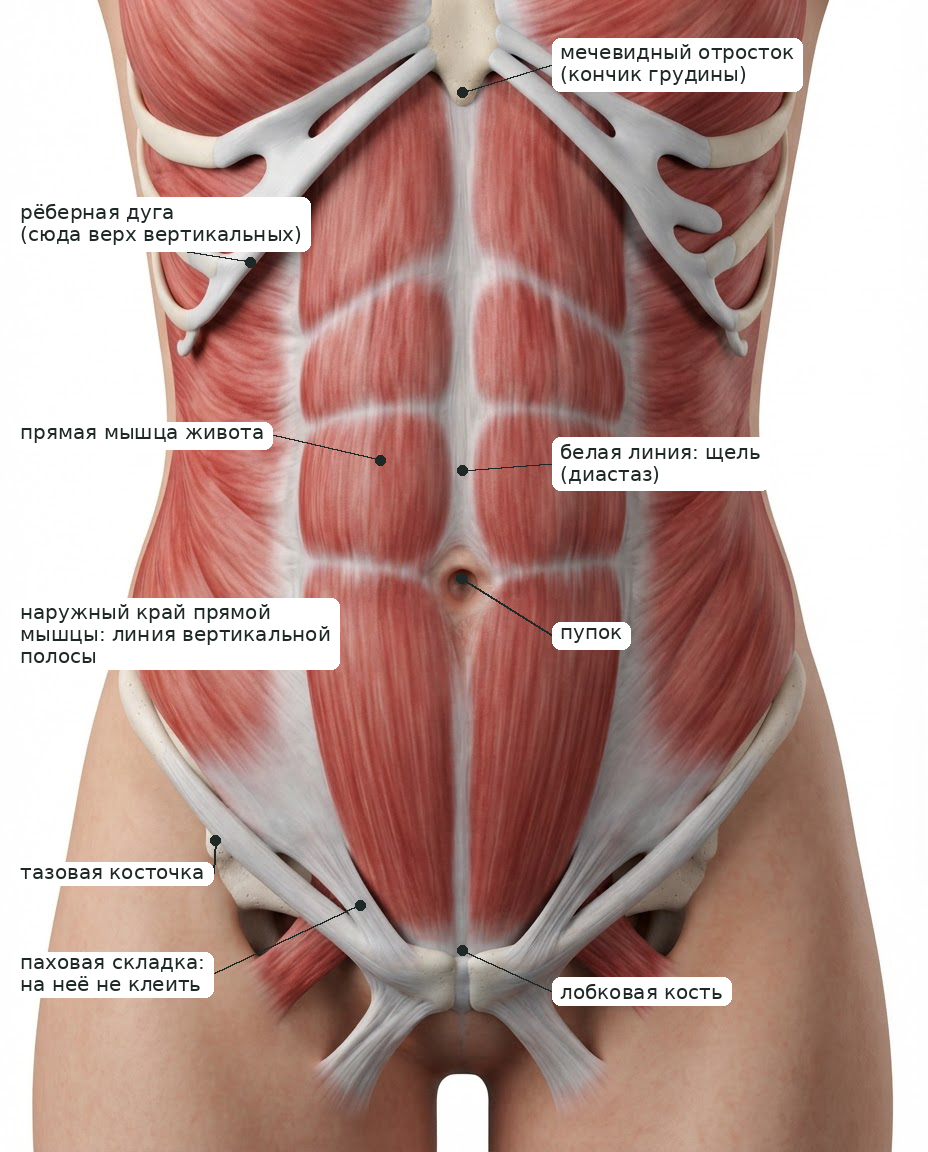 мечевидный отросток
(кончик грудины)
рёберная дуга
(сюда верх вертикальных)
прямая мышца живота
белая линия: щель
(диастаз)
наружный край прямой
мышцы: линия вертикальной
полосы
пупок
тазовая косточка
паховая складка:
на неё не клеить
лобковая кость